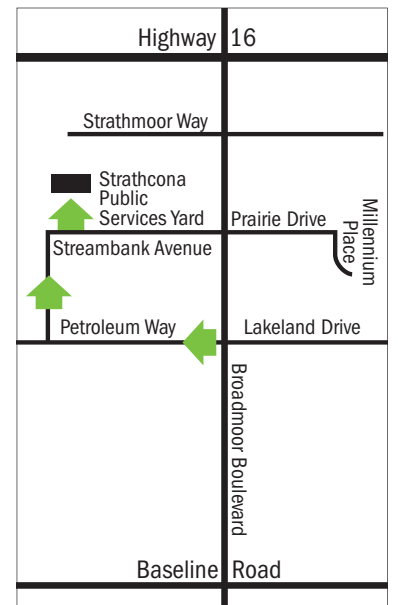 Highway 16
Strathmoor Way
Strathcona
Public
Services Yard
Prairie Drive
Millennium
Place
Streambank Avenue
Petroleum Way
Lakeland Drive
Broadmoor Boulevard
Baseline Road